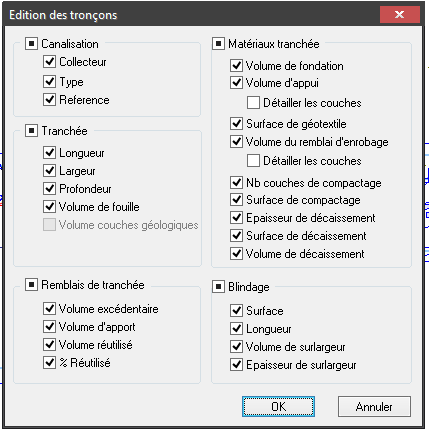 Edition des tronçons
Canalisation
Collecteur
Type
Reference
Tranchée
Longueur
Largeur
Profondeur
Volume de fouille
Volume couches géologiques
Remblais de tranchée
Volume excédentaire
Volume d'apport
Volume réutilisé
% Réutilisé
Matériaux tranchée
Volume de fondation
Volume d'appui
Détailler les couches
Surface de géotextile
Volume du remblai d'enrobage
Détailler les couches
Nb couches de compactage
Surface de compactage
Epaisseur de décaissement
Surface de décaissement
Volume de décaissement
Blindage
Surface
Longueur
Volume de surlargeur
Epaisseur de surlargeur
OK
Annuler